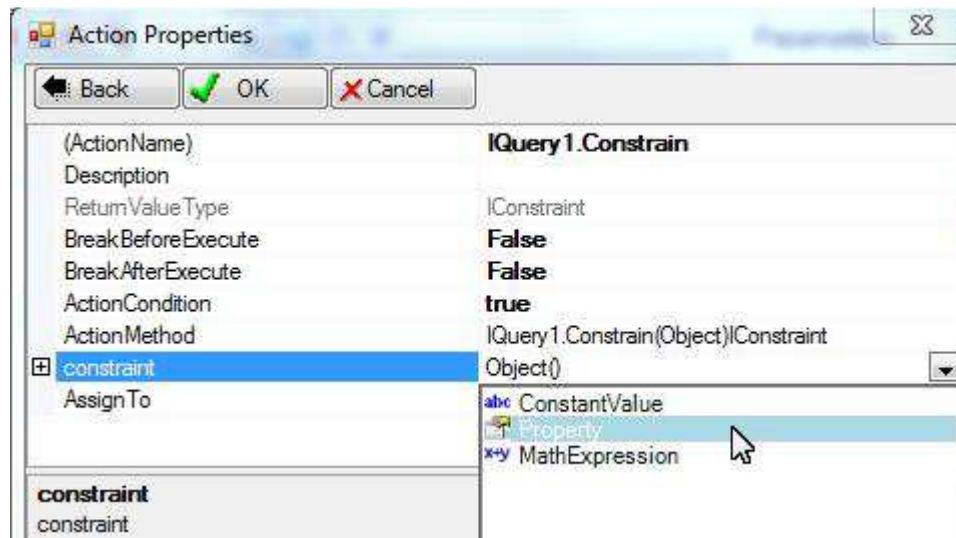 Action Properties
Back OK Cancel
(ActionName) IQuery1.Constrain
Description
ReturnValueType IConstraint
BreakBeforeExecute False
BreakAfterExecute False
ActionCondition true
ActionMethod IQuery1.Constrain(Object)IConstraint
constraint Object()
AssignTo
abc ConstantValue
Property
x+y MathExpression
constraint
constraint